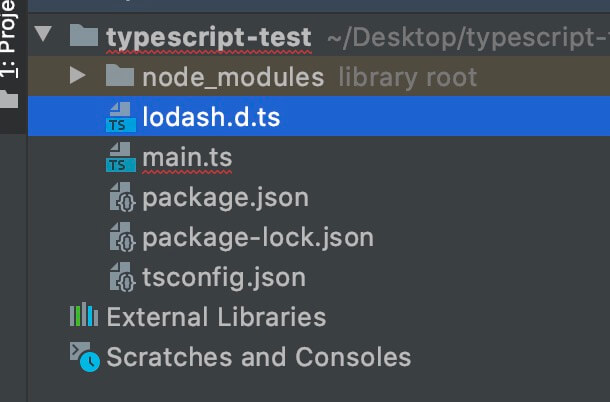 1: Proje
typescript-test ~/Desktop/typescript-
node_modules library root
TS lodash.d.ts
TS main.ts
{} package.json
{} package-lock.json
{} tsconfig.json
External Libraries
Scratches and Consoles